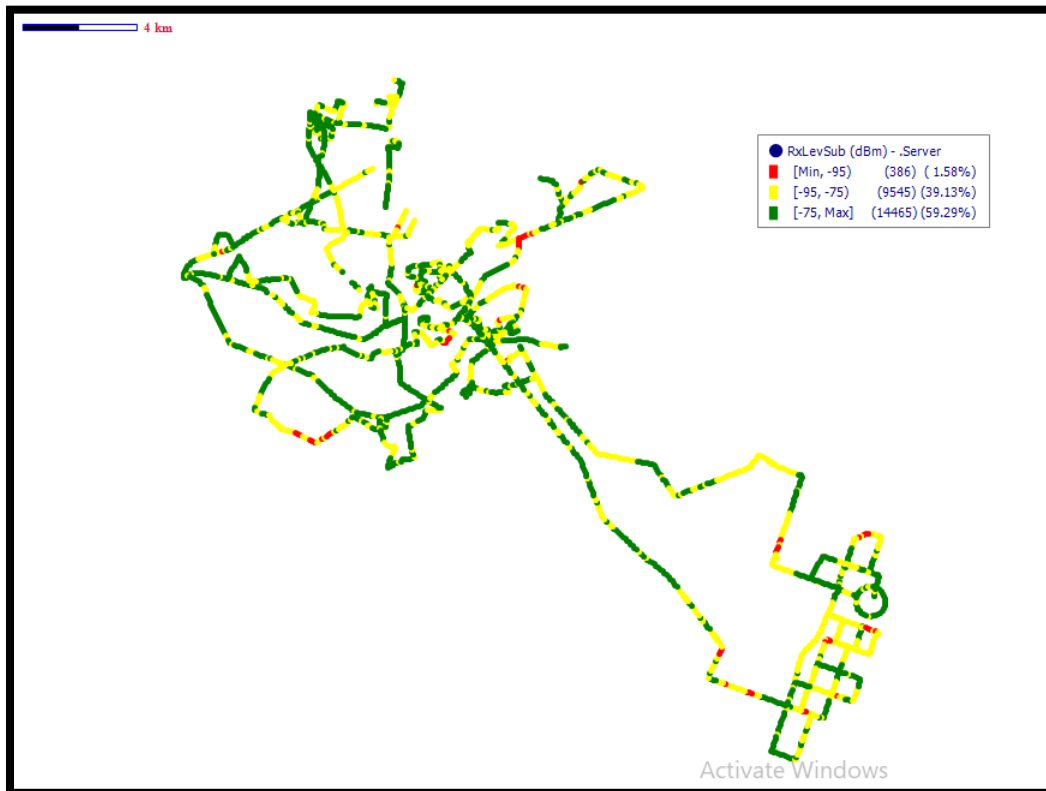 4 km
RxLevSub (dBm) - .Server
[Min, -95) (386) ( 1.58%)
[-95, -75) (9545) (39.13%)
[-75, Max] (14465) (59.29%)
Activate Windows